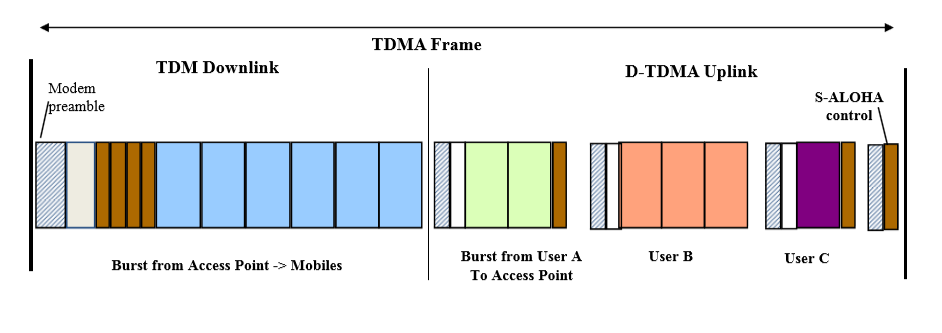 TDMA Frame
TDM Downlink
D-TDMA Uplink
Modem
preamble
S-ALOHA
control
Burst from Access Point -> Mobiles
Burst from User A
To Access Point
User B
User C